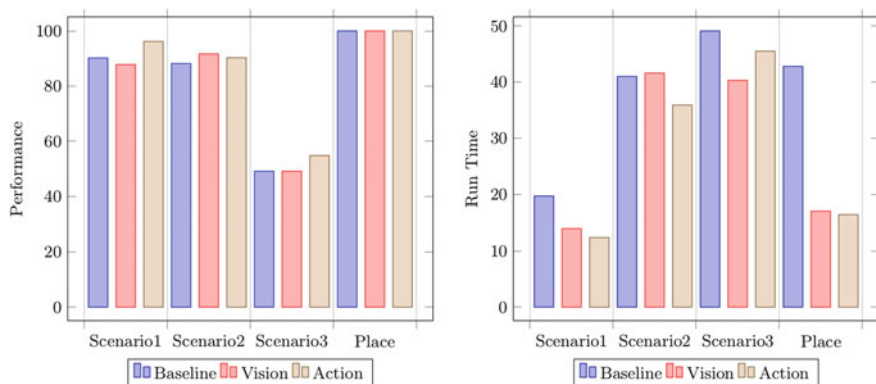 100
80
60
40
20
0
Performance
Scenario1 Scenario2 Scenario3 Place
Baseline Vision Action
50
40
30
20
10
0
Run Time
Scenario1 Scenario2 Scenario3 Place
Baseline Vision Action